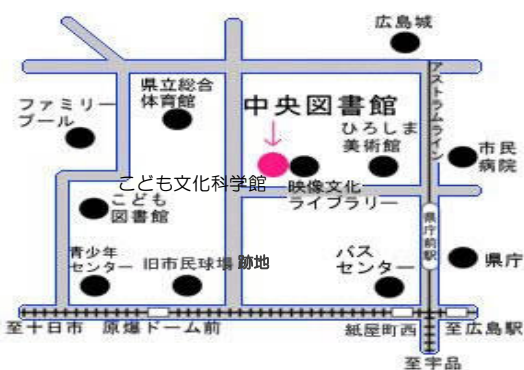 広島城
アストラムライン
県立総合
体育館
ファミリー
プール
中央図書館
ひろしま
美術館
市民
病院
こども文化科学館
映像文化
ライブラリー
こども
図書館
県庁前駅
青少年
センター
旧市民球場跡地
バス
センター
県庁
至十日市
原爆ドーム前
紙屋町西
至広島駅
至宇品